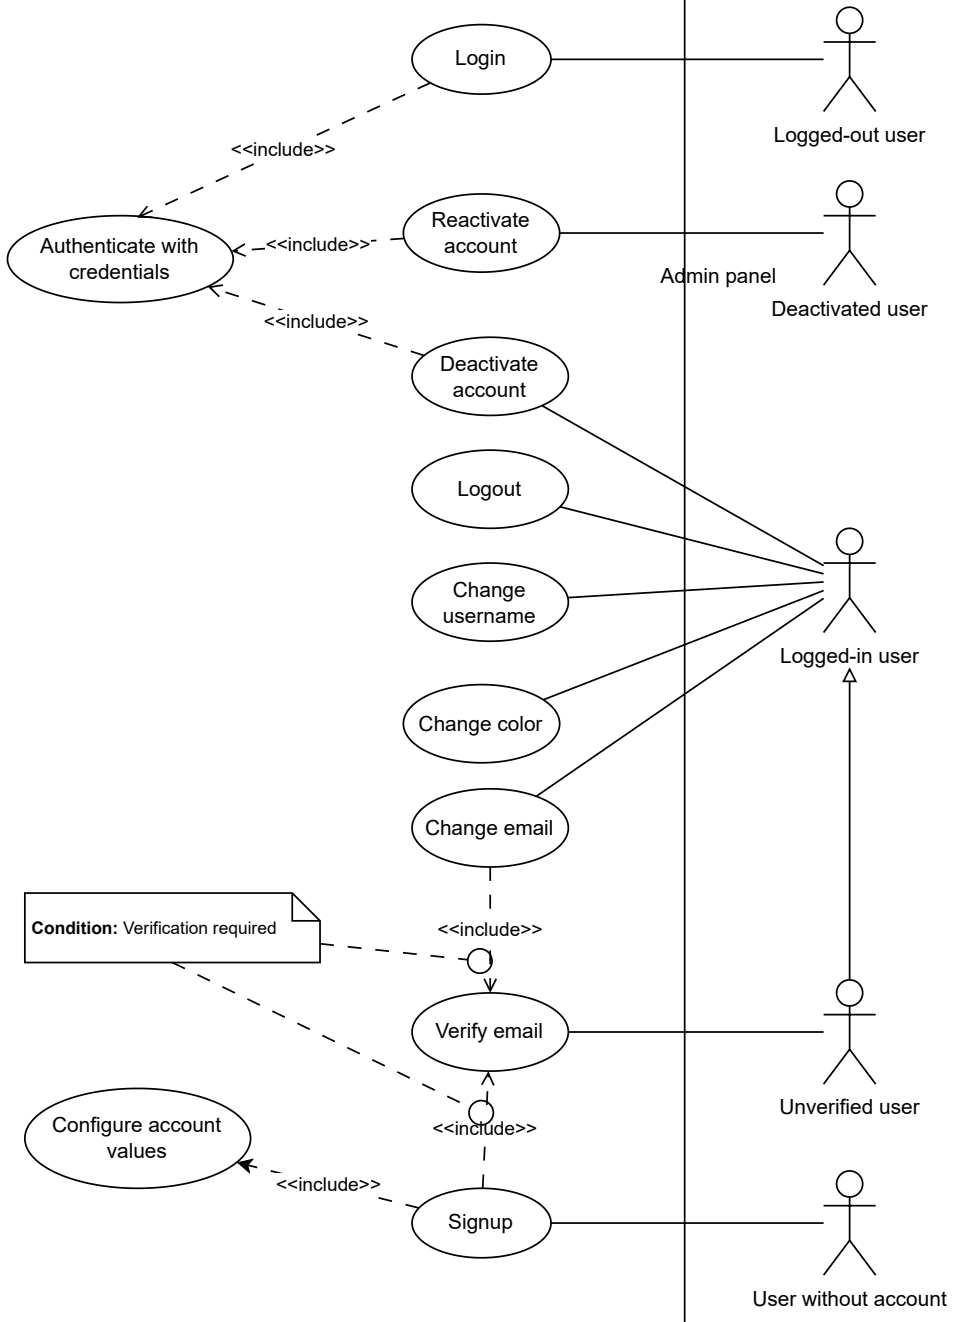 Login
Logged-out user
<<include>>
Reactivate
account
Authenticate with
credentials
<<include>>
Admin panel
Deactivated user
<<include>>
Deactivate
account
Logout
Change
username
Logged-in user
Change color
Change email
Condition: Verification required
<<include>>
Verify email
Unverified user
Configure account
values
<<include>>
<<include>>
Signup
User without account